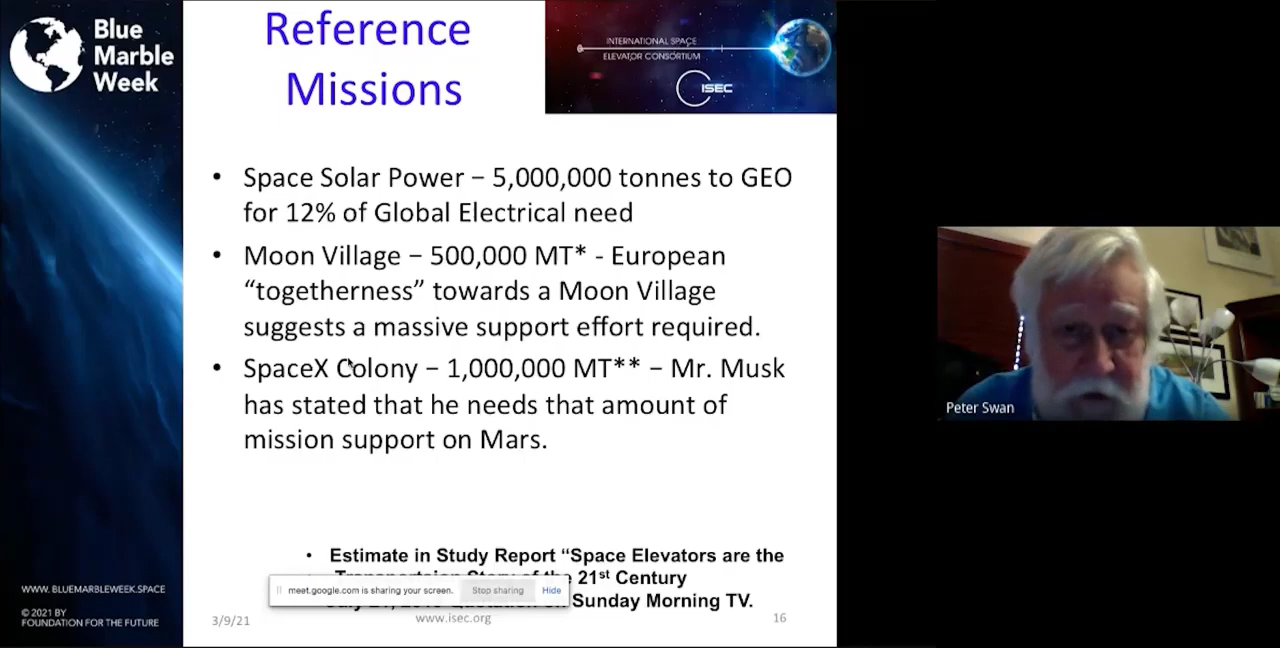 Blue
Marble
Week
Reference
Missions
INTERNATIONAL SPACE
ELEVATOR CONSORTIUM
ISEC
• Space Solar Power – 5,000,000 tonnes to GEO
for 12% of Global Electrical need
• Moon Village – 500,000 MT* - European
“togetherness” towards a Moon Village
suggests a massive support effort required.
• SpaceX Colony – 1,000,000 MT** – Mr. Musk
has stated that he needs that amount of
mission support on Mars.
• Estimate in Study Report “Space Elevators are the
21st Century
Sunday Morning TV.
meet.google.com is sharing your screen. Stop sharing Hide
3/9/21 www.isec.org 16
WWW.BLUEMARBLEWEEK.SPACE
© 2021 BY
FOUNDATION FOR THE FUTURE
Peter Swan